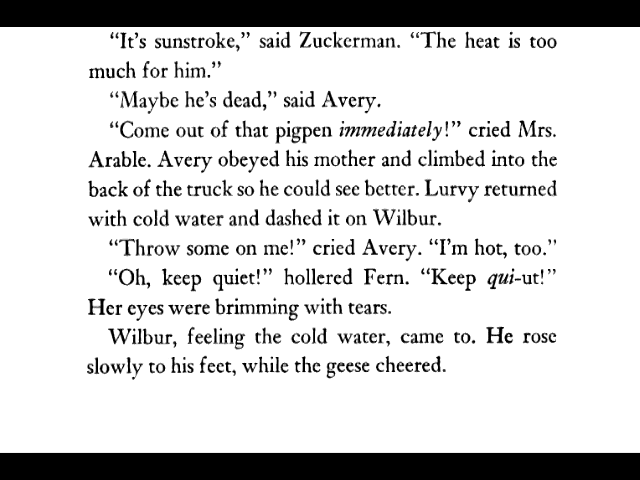 “It’s sunstroke,” said Zuckerman. “The heat is too
much for him.”
“Maybe he’s dead,” said Avery.
“Come out of that pigpen immediately!” cried Mrs.
Arable. Avery obeyed his mother and climbed into the
back of the truck so he could see better. Lurvy returned
with cold water and dashed it on Wilbur.
“Throw some on me!” cried Avery. “I’m hot, too.”
“Oh, keep quiet!” hollered Fern. “Keep qui-ut!”
Her eyes were brimming with tears.
Wilbur, feeling the cold water, came to. He rose
slowly to his feet, while the geese cheered.